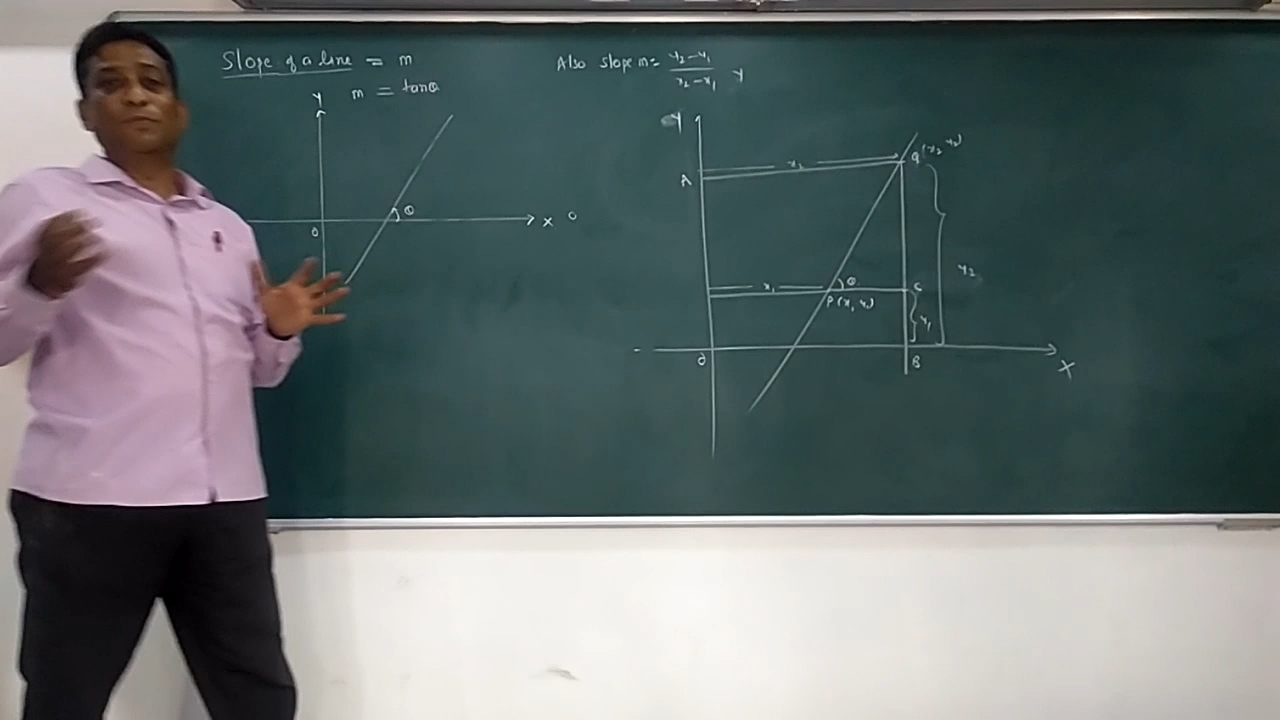 Slope of a line = m
m = tanθ
Y
θ
X
O
Also slope m = y₂-y₁ / x₂-x₁
y
Y
A
x₂
Q (x₂ y₂)
x₁
θ
C
P(x₁ y₁)
y₁
y₂
O
B
X